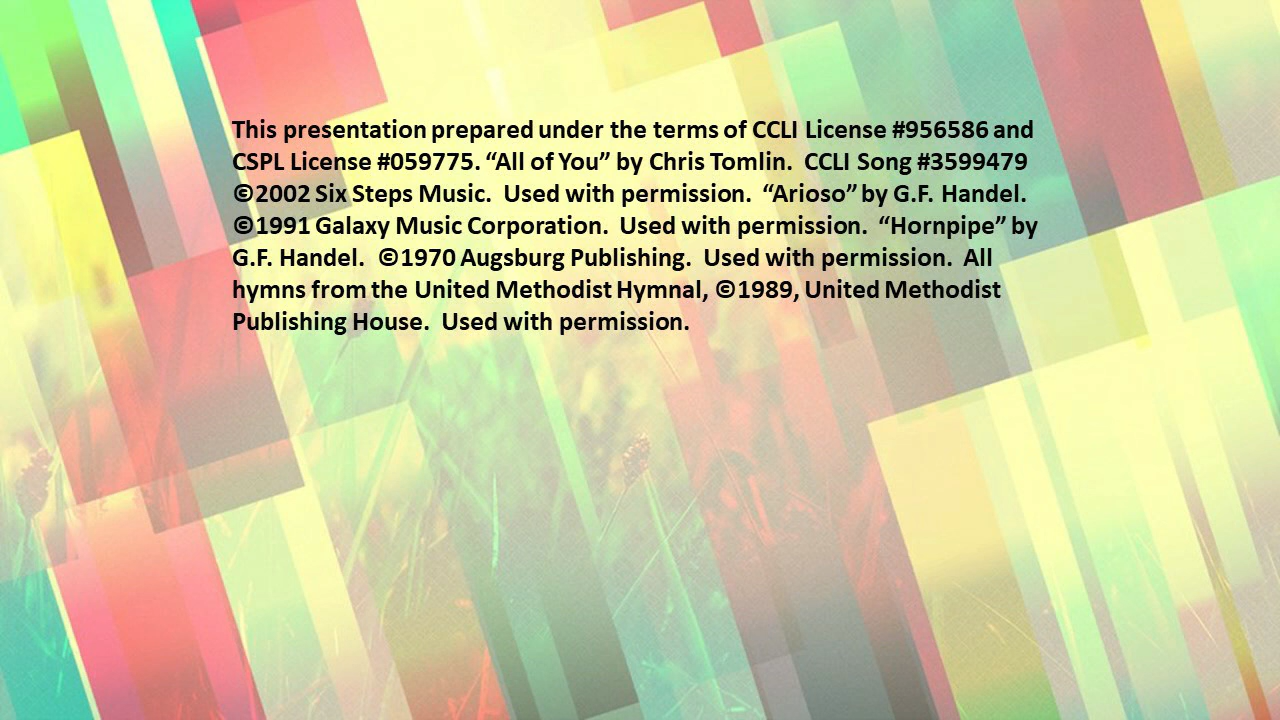 This presentation prepared under the terms of CCLI License #956586 and
CSPL License #059775. “All of You” by Chris Tomlin.  CCLI Song #3599479
©2002 Six Steps Music.  Used with permission.  “Arioso” by G.F. Handel.
©1991 Galaxy Music Corporation.  Used with permission.  “Hornpipe” by
G.F. Handel.  ©1970 Augsburg Publishing.  Used with permission.  All
hymns from the United Methodist Hymnal, ©1989, United Methodist
Publishing House.  Used with permission.